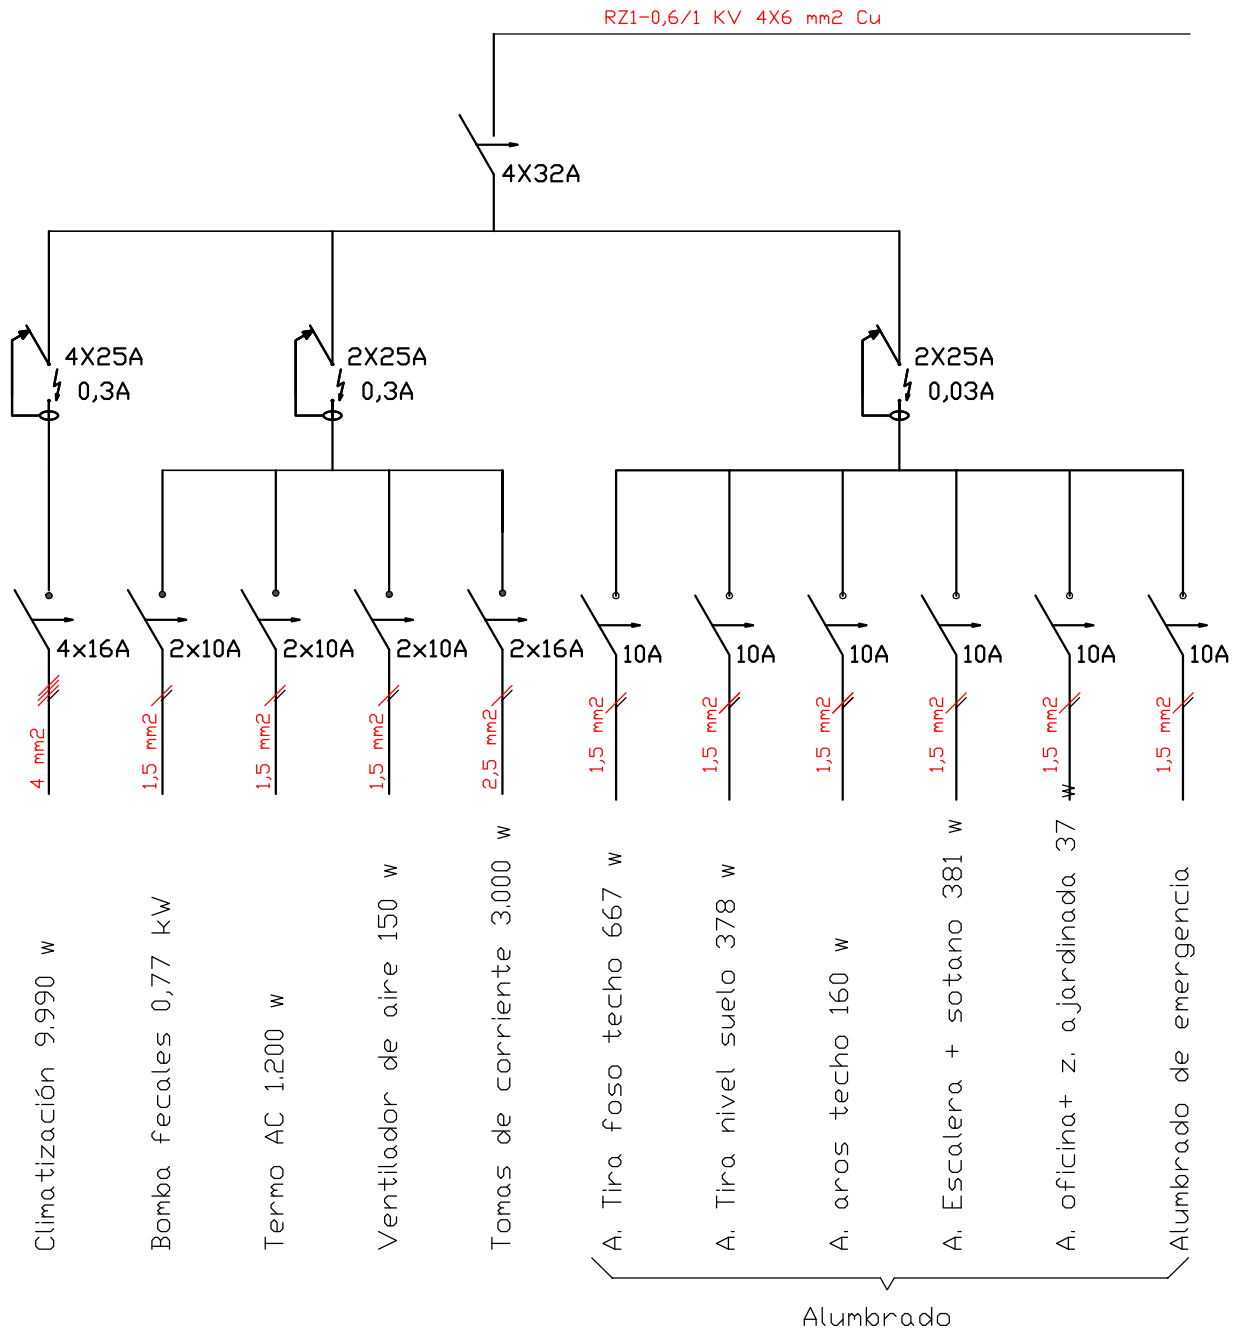 RZ1-0,6/1 KV 4X6 mm2 Cu
4X32A
4X25A
0,3A
2X25A
0,3A
2X25A
0,03A
4x16A
2x10A
2x10A
2x10A
2x16A
10A
10A
10A
10A
10A
10A
4 mm2
1,5 mm2
1,5 mm2
1,5 mm2
2,5 mm2
1,5 mm2
1,5 mm2
1,5 mm2
1,5 mm2
1,5 mm2
1,5 mm2
Climatización 9.990 w
Bomba fecales 0,77 kW
Termo AC 1.200 w
Ventilador de aire 150 w
Tomas de corriente 3.000 w
A. Tira foso techo 667 w
A. Tira nivel suelo 378 w
A. aros techo 160 w
A. Escalera + sotano 381 w
A. oficina+ z. ajardinada 37 w
Alumbrado de emergencia
Alumbrado